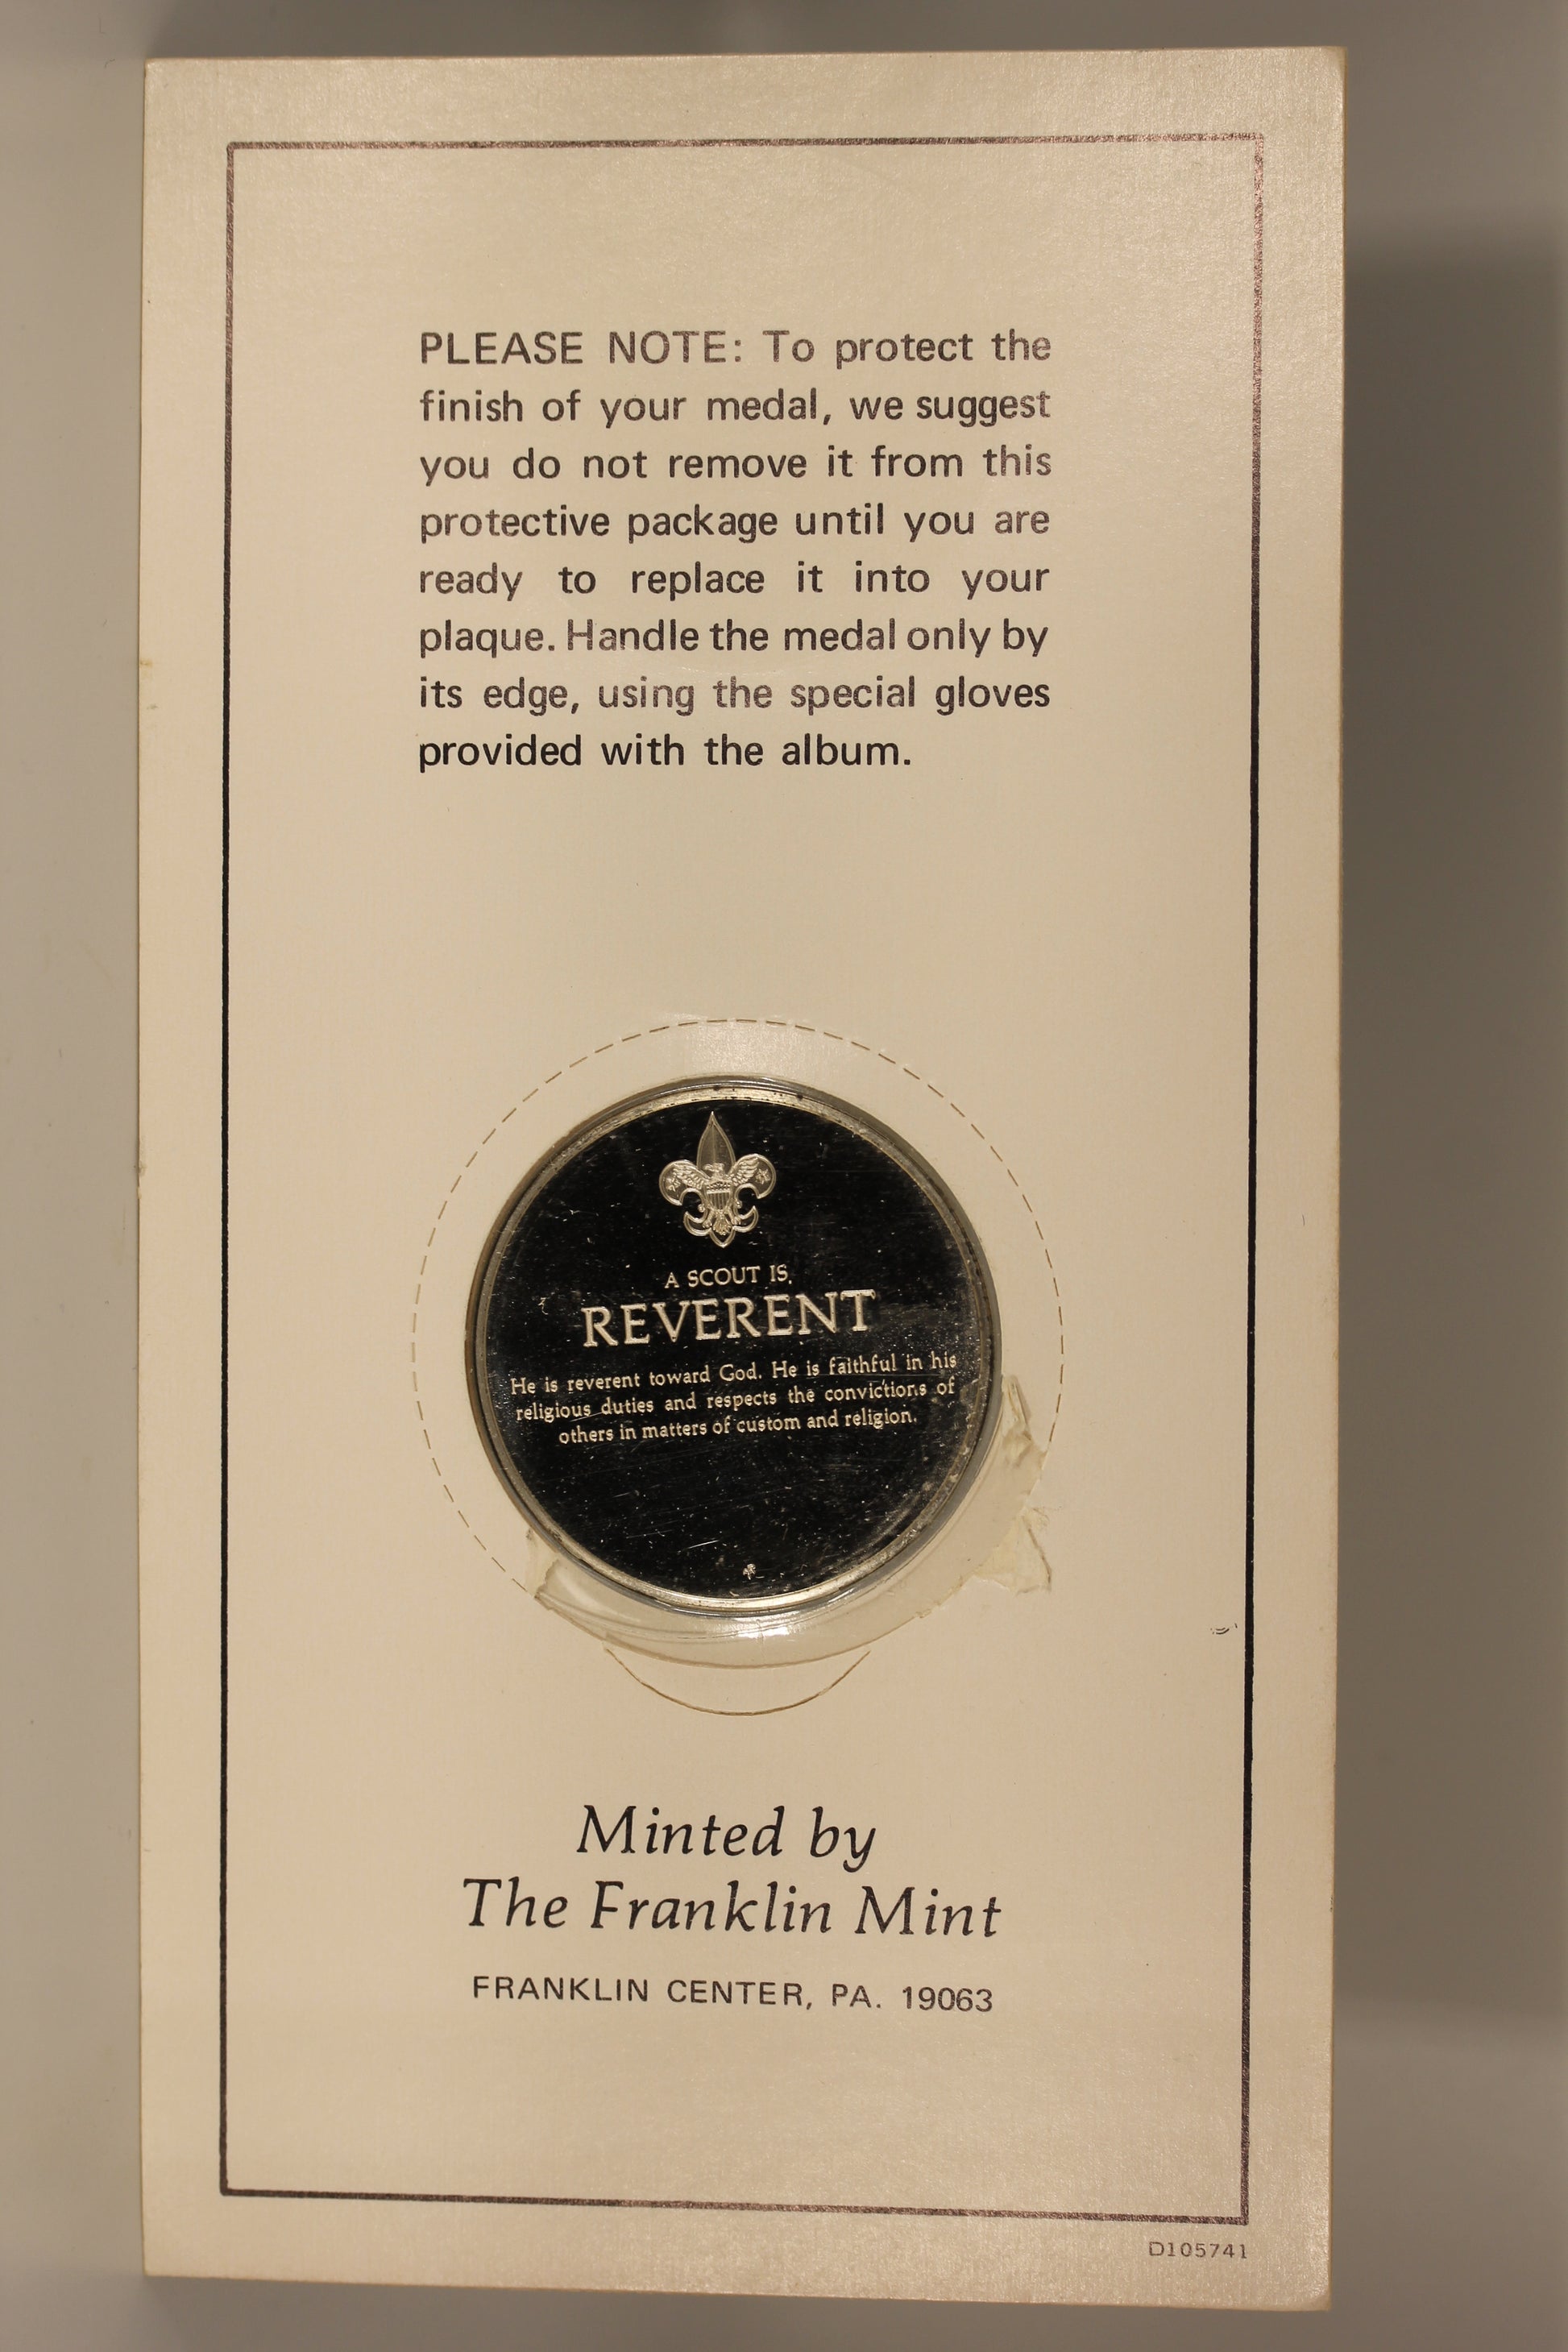 PLEASE NOTE: To protect the
finish of your medal, we suggest
you do not remove it from this
protective package until you are
ready to replace it into your
plaque. Handle the medal only by
its edge, using the special gloves
provided with the album.
A SCOUT IS
REVERENT
He is reverent toward God. He is faithful in his
religious duties and respects the convictions of
others in matters of custom and religion.
Minted by
The Franklin Mint
FRANKLIN CENTER, PA. 19063
D105741